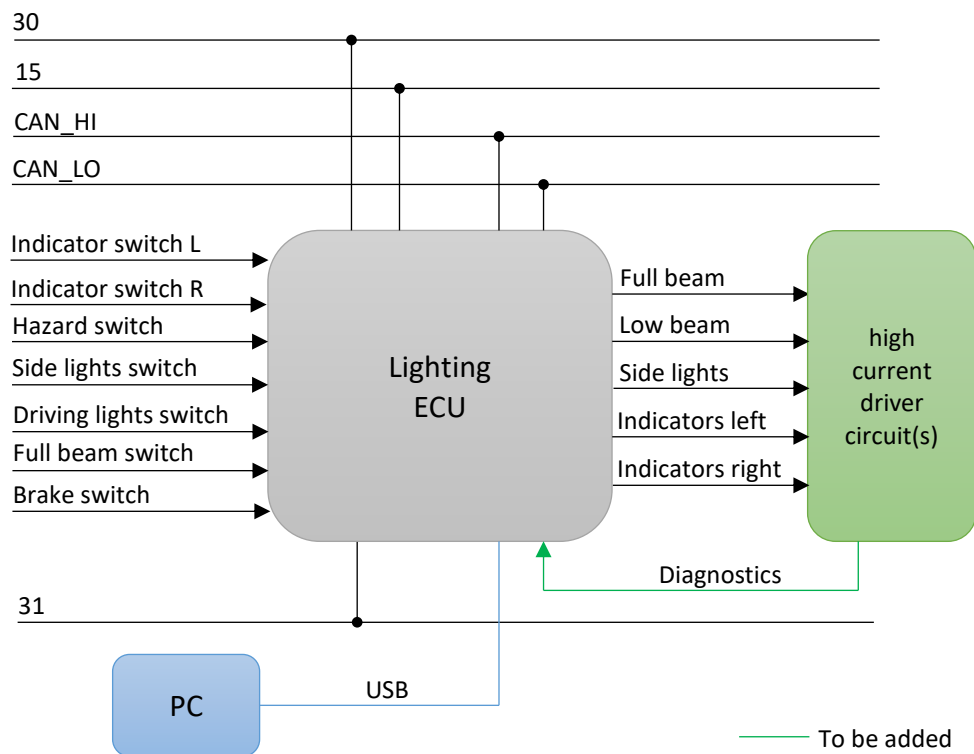 30
15
CAN_HI
CAN_LO
Indicator switch L
Indicator switch R
Hazard switch
Side lights switch
Driving lights switch
Full beam switch
Brake switch
Lighting
ECU
Full beam
Low beam
Side lights
Indicators left
Indicators right
high
current
driver
circuit(s)
Diagnostics
31
PC
USB
To be added